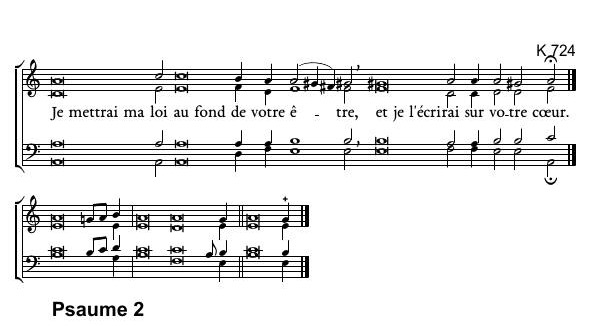 K 724
Je mettrai ma loi au fond de votre ê - tre, et je l'écrirai sur vo-tre cœur.
Psaume 2